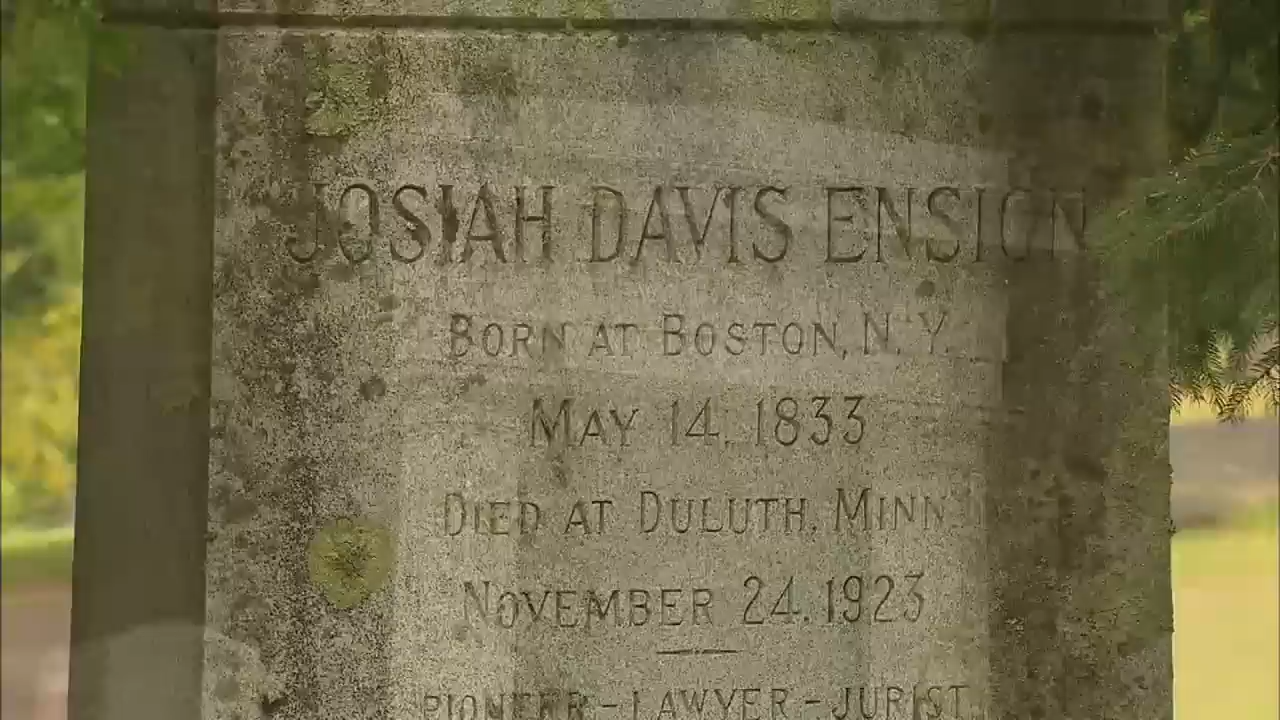 JOSIAH DAVIS ENSIGN
BORN AT BOSTON, N. Y.
MAY 14, 1833
DIED AT DULUTH, MINN
NOVEMBER 24, 1923
PIONEER - LAWYER - JURIST